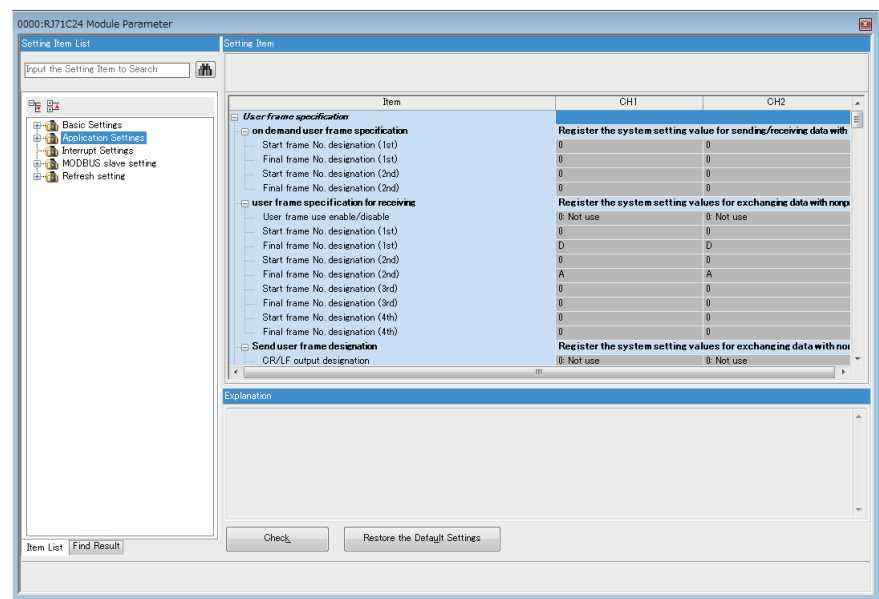 0000:RJ71C24 Module Parameter
Setting Item List
Input the Setting Item to Search
Basic Settings
Application Settings
Interrupt Settings
MODBUS slave setting
Refresh setting
Item List Find Result
Setting Item
Item CH1 CH2
User frame specification
on demand user frame specification Register the system setting value for sending/receiving data with
Start frame No. designation (1st) 0 0
Final frame No. designation (1st) 0 0
Start frame No. designation (2nd) 0 0
Final frame No. designation (2nd) 0 0
user frame specification for receiving Register the system setting values for exchanging data with nonp
User frame use enable/disable 0: Not use 0: Not use
Start frame No. designation (1st) 0 0
Final frame No. designation (1st) D D
Start frame No. designation (2nd) 0 0
Final frame No. designation (2nd) A A
Start frame No. designation (3rd) 0 0
Final frame No. designation (3rd) 0 0
Start frame No. designation (4th) 0 0
Final frame No. designation (4th) 0 0
Send user frame designation Register the system setting values for exchanging data with nor
CR/LF output designation 0: Not use 0: Not use
Explanation
Check Restore the Default Settings